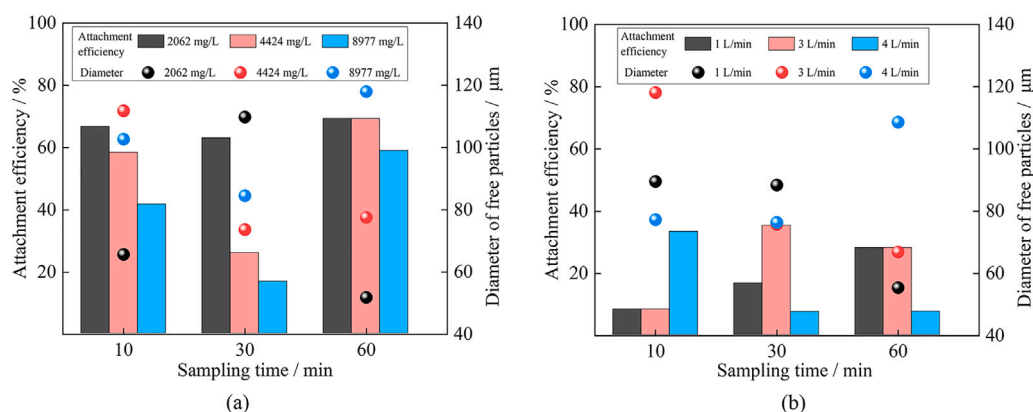 Attachment efficiency / %
100
80
60
40
20
Attachment efficiency 2062 mg/L 4424 mg/L 8977 mg/L
Diameter 2062 mg/L 4424 mg/L 8977 mg/L
140
120
100
80
60
40
Diameter of free particles / μm
10 30 60
Sampling time / min
(a)
Attachment efficiency / %
100
80
60
40
20
Attachment efficiency 1 L/min 3 L/min 4 L/min
Diameter 1 L/min 3 L/min 4 L/min
140
120
100
80
60
40
Diameter of free particles / μm
10 30 60
Sampling time / min
(b)